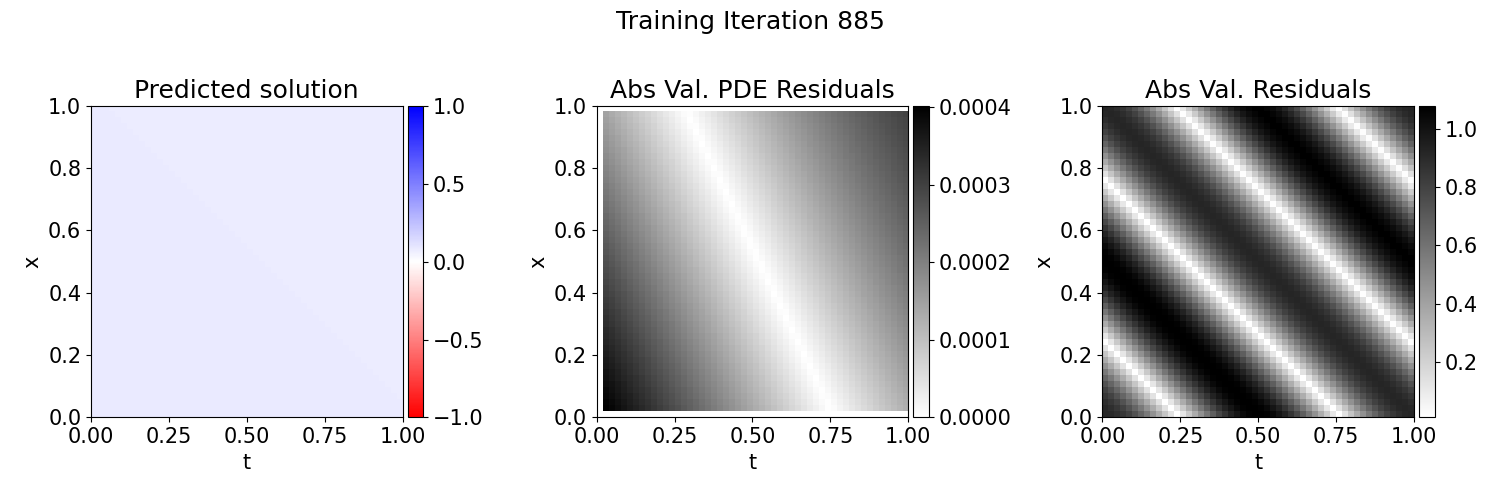 Training Iteration 885
Predicted solution
1.0
0.8
0.6
0.4
0.2
0.0
x
0.00 0.25 0.50 0.75 1.00
t
1.0
0.5
0.0
−0.5
−1.0
Abs Val. PDE Residuals
1.0
0.8
0.6
0.4
0.2
0.0
x
0.00 0.25 0.50 0.75 1.00
t
0.0004
0.0003
0.0002
0.0001
0.0000
Abs Val. Residuals
1.0
0.8
0.6
0.4
0.2
0.0
x
0.00 0.25 0.50 0.75 1.00
t
1.0
0.8
0.6
0.4
0.2